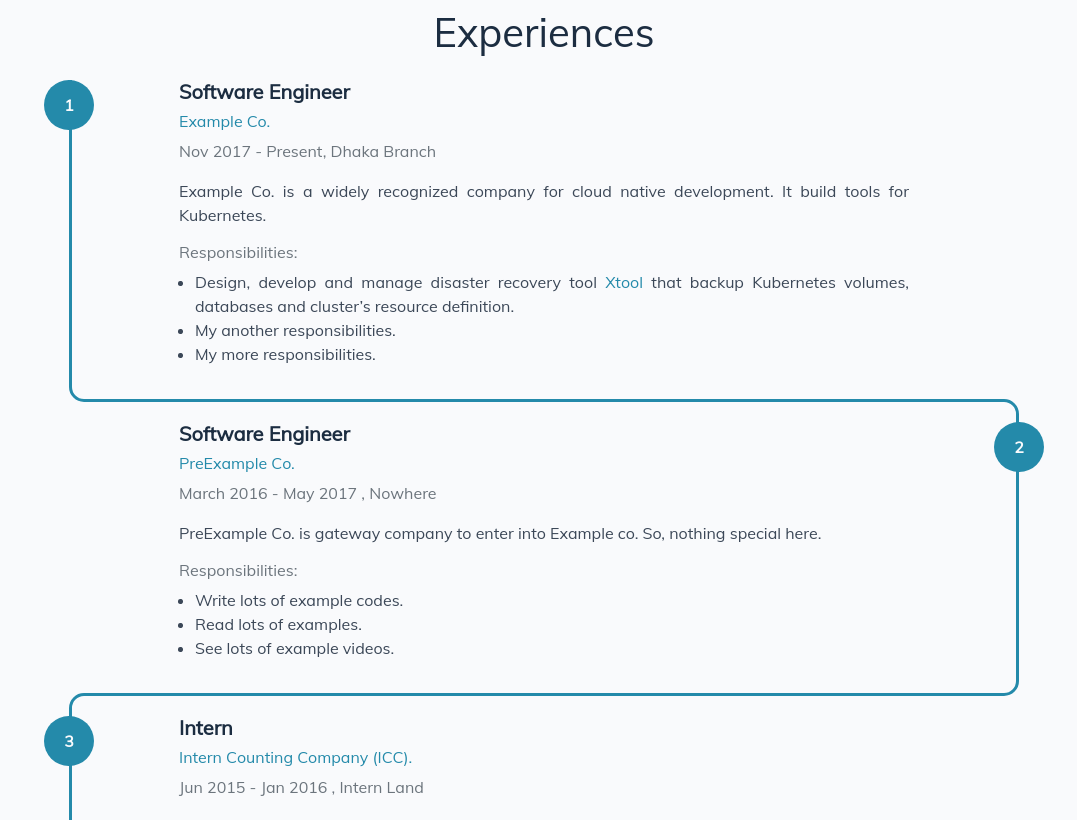 Experiences
1
Software Engineer
Example Co.
Nov 2017 - Present, Dhaka Branch
Example Co. is a widely recognized company for cloud native development. It build tools for
Kubernetes.
Responsibilities:
Design, develop and manage disaster recovery tool Xtool that backup Kubernetes volumes,
databases and cluster’s resource definition.
My another responsibilities.
My more responsibilities.
Software Engineer
2
PreExample Co.
March 2016 - May 2017 , Nowhere
PreExample Co. is gateway company to enter into Example co. So, nothing special here.
Responsibilities:
Write lots of example codes.
Read lots of examples.
See lots of example videos.
3
Intern
Intern Counting Company (ICC).
Jun 2015 - Jan 2016 , Intern Land